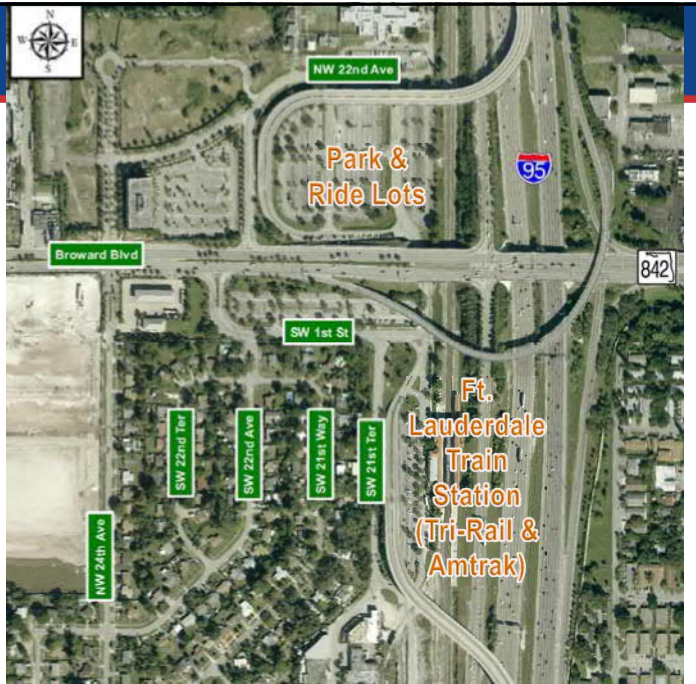 N
W E
S
NW 22nd Ave
Park &
Ride Lots
95
Broward Blvd
842
SW 1st St
SW 22nd Ter
SW 22nd Ave
SW 21st Way
SW 21st Ter
Ft.
Lauderdale
Train
Station
(Tri-Rail &
Amtrak)
NW 24th Ave